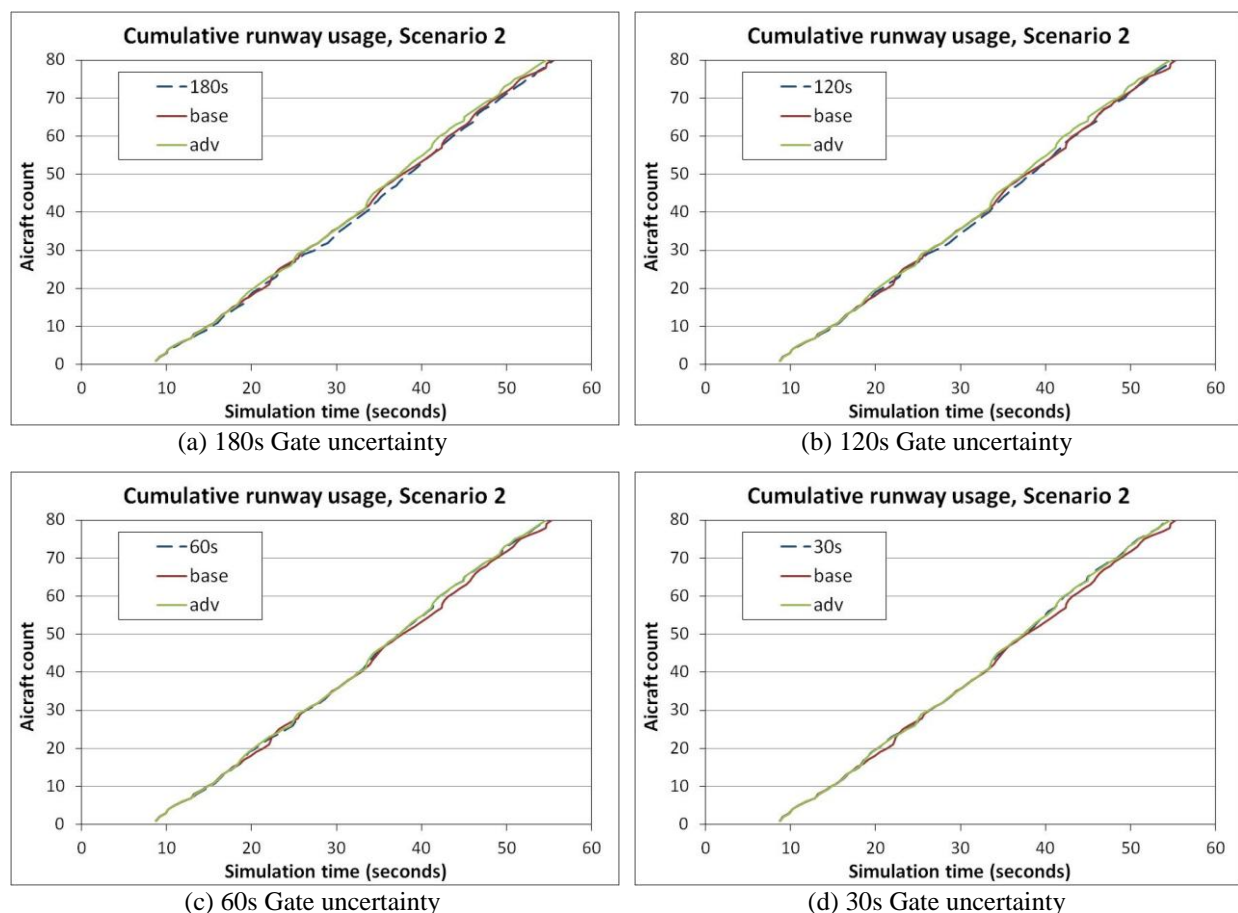 Cumulative runway usage, Scenario 2
80
70
60
50
40
30
20
10
0
Aicraft count
180s
base
adv
0 10 20 30 40 50 60
Simulation time (seconds)
(a) 180s Gate uncertainty
Cumulative runway usage, Scenario 2
80
70
60
50
40
30
20
10
0
Aicraft count
120s
base
adv
0 10 20 30 40 50 60
Simulation time (seconds)
(b) 120s Gate uncertainty
Cumulative runway usage, Scenario 2
80
70
60
50
40
30
20
10
0
Aicraft count
60s
base
adv
0 10 20 30 40 50 60
Simulation time (seconds)
(c) 60s Gate uncertainty
Cumulative runway usage, Scenario 2
80
70
60
50
40
30
20
10
0
Aicraft count
30s
base
adv
0 10 20 30 40 50 60
Simulation time (seconds)
(d) 30s Gate uncertainty